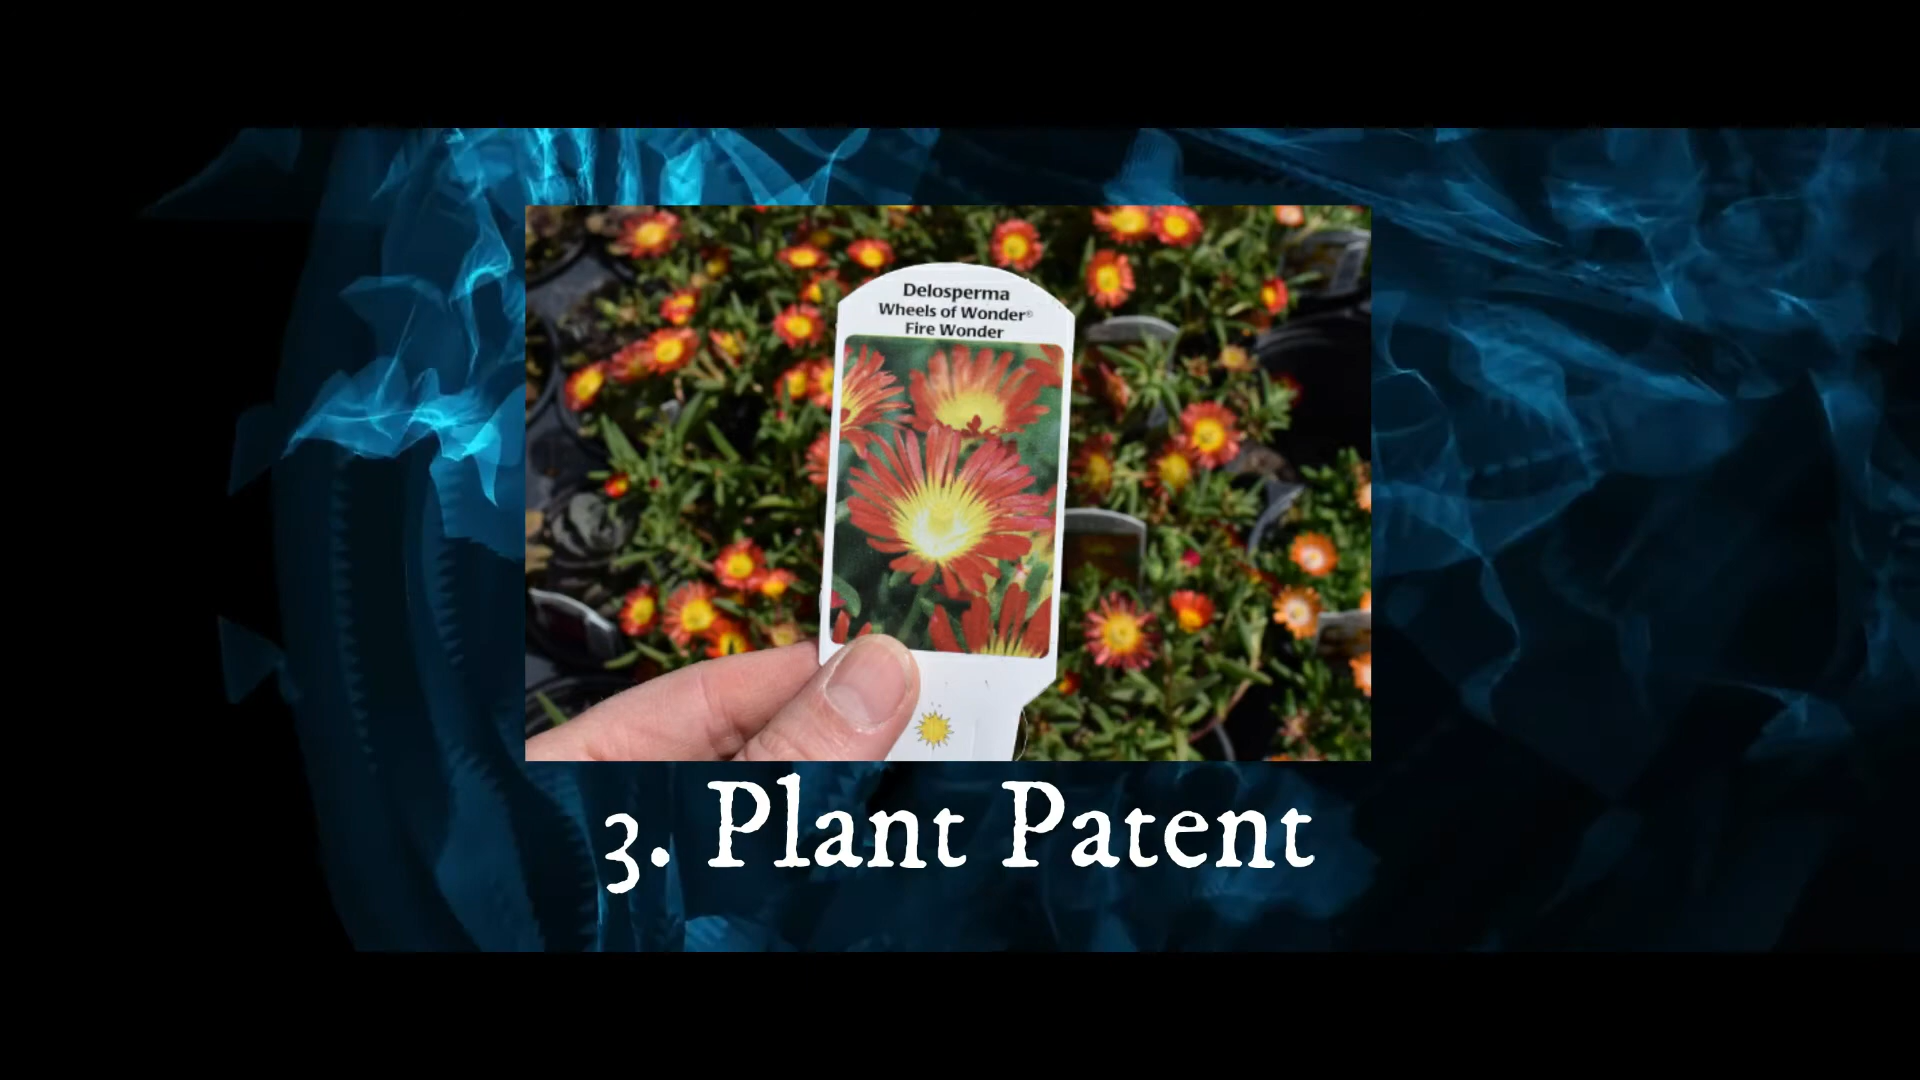 Delosperma
Wheels of Wonder®
Fire Wonder
3. Plant Patent